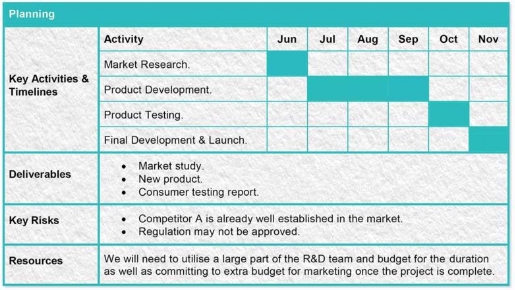 Planning
Activity Jun Jul Aug Sep Oct Nov
Key Activities &
Timelines
Market Research.
Product Development.
Product Testing.
Final Development & Launch.
Deliverables
• Market study.
• New product.
• Consumer testing report.
Key Risks
• Competitor A is already well established in the market.
• Regulation may not be approved.
Resources
We will need to utilise a large part of the R&D team and budget for the duration
as well as committing to extra budget for marketing once the project is complete.